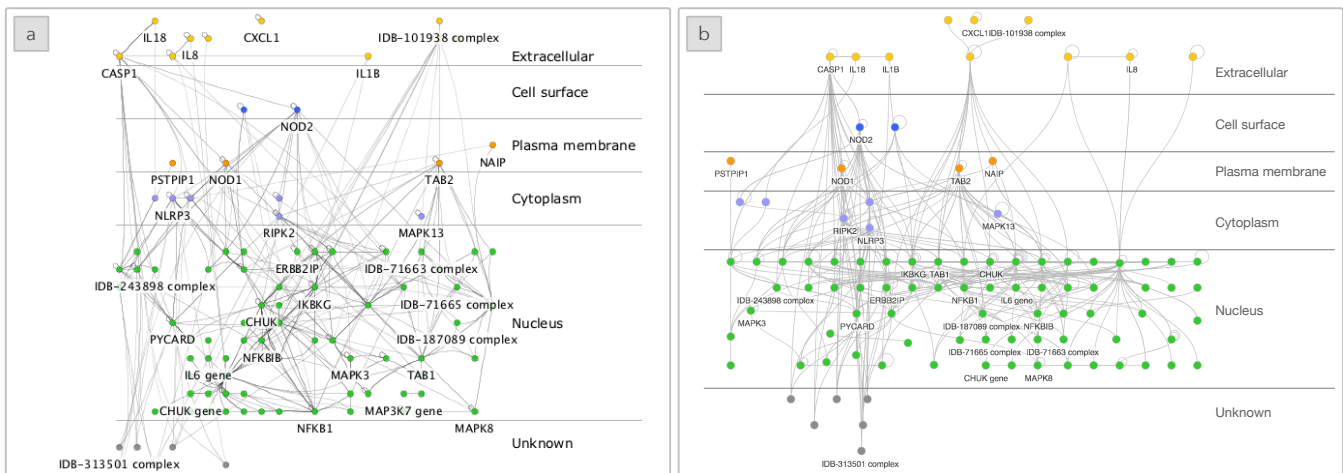 a
IL18
CXCL1
IDB-101938 complex
IL8
Extracellular
CASP1
IL1B
Cell surface
NOD2
Plasma membrane
NAIP
PSTPIP1
NOD1
TAB2
Cytoplasm
NLRP3
RIPK2
MAPK13
ERBB2IP
IDB-71663 complex
IDB-243898 complex
IKBKG
IDB-71665 complex
CHUK
Nucleus
PYCARD
IDB-187089 complex
NFKBIB
IL6 gene
MAPK3
TAB1
CHUK gene
MAP3K7 gene
NFKB1
MAPK8
Unknown
IDB-313501 complex
b
CXCL1 IDB-101938 complex
CASP1
IL18
IL1B
IL8
Extracellular
Cell surface
NOD2
PSTPIP1
NOD1
TAB2
NAIP
Plasma membrane
Cytoplasm
RIPK2
MAPK13
NLRP3
IKBKG
TAB1
CHUK
IDB-243898 complex
ERBB2IP
NFKB1
IL6 gene
Nucleus
MAPK3
PYCARD
IDB-187089 complex
NFKBIB
IDB-71665 complex
IDB-71663 complex
CHUK gene
MAPK8
Unknown
IDB-313501 complex